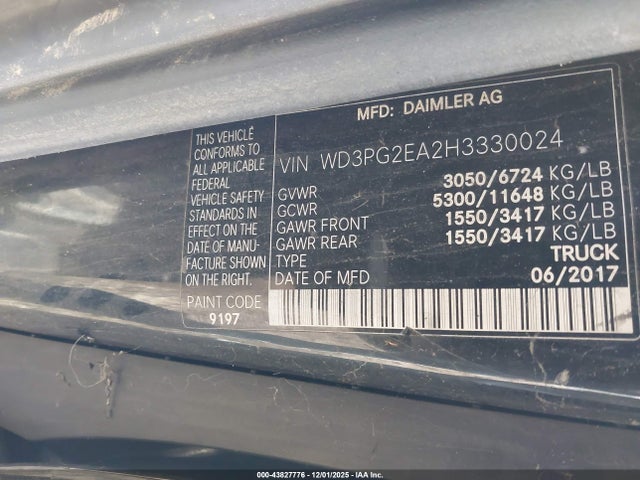 MFD: DAIMLER AG
THIS VEHICLE
CONFORMS TO
ALL APPLICABLE
FEDERAL
VEHICLE SAFETY
STANDARDS IN
EFFECT ON THE
DATE OF MANU-
FACTURE SHOWN
ON THE RIGHT.
PAINT CODE
9197
VIN WD3PG2EA2H3330024
GVWR 3050/6724 KG/LB
GCWR 5300/11648 KG/LB
GAWR FRONT 1550/3417 KG/LB
GAWR REAR 1550/3417 KG/LB
TYPE TRUCK
DATE OF MFD 06/2017
000-43827776 - 12/01/2025 - IAA Inc.